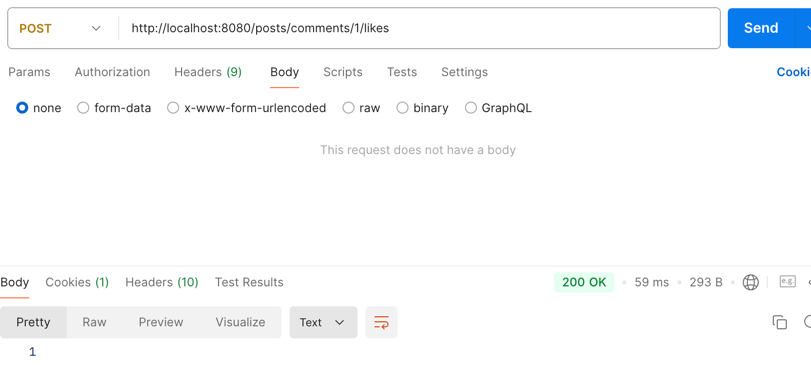 POST http://localhost:8080/posts/comments/1/likes Send
Params Authorization Headers (9) Body Scripts Tests Settings Cooki
none form-data x-www-form-urlencoded raw binary GraphQL
This request does not have a body
Body Cookies (1) Headers (10) Test Results 200 OK 59 ms 293 B e.g.
Pretty Raw Preview Visualize Text
1